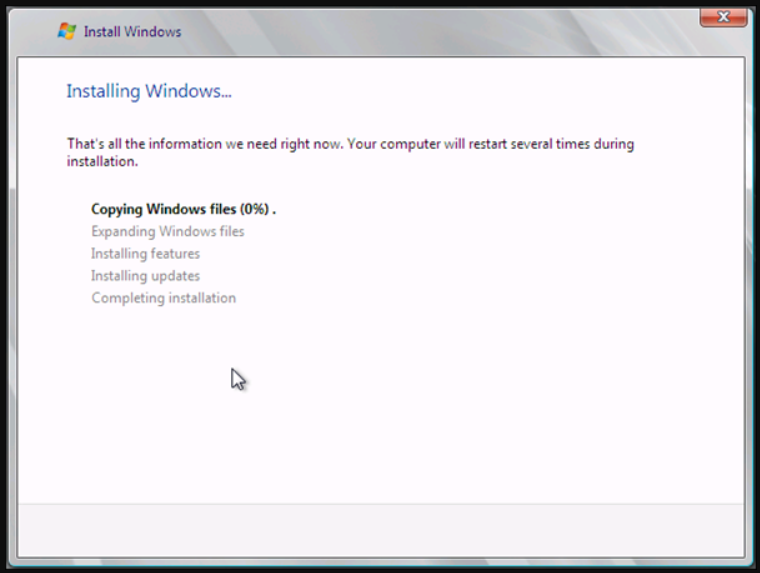 Install Windows
Installing Windows...
That's all the information we need right now. Your computer will restart several times during
installation.
Copying Windows files (0%) .
Expanding Windows files
Installing features
Installing updates
Completing installation